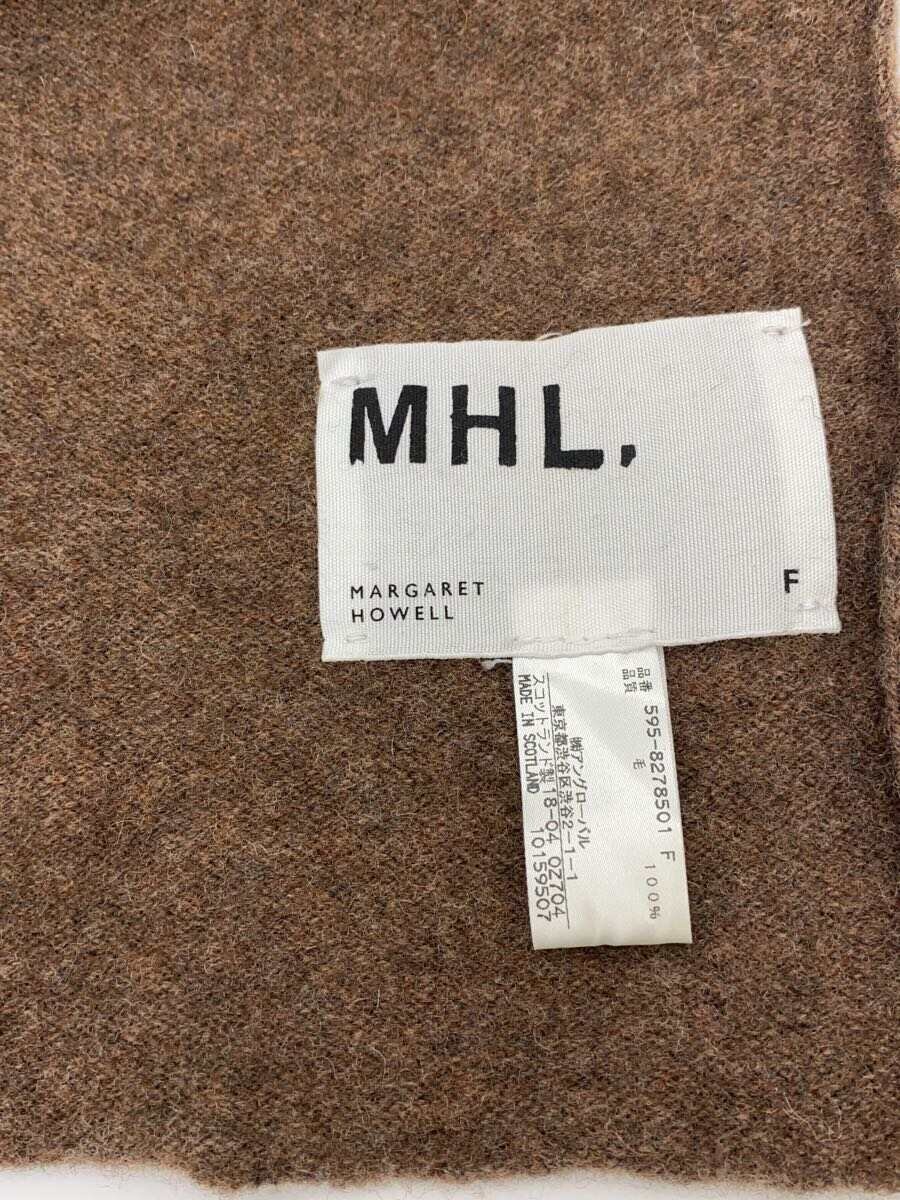 MHL.
MARGARET
HOWELL
F
品番 595-8278501 F
品質 毛 100%
㈱アングローバル
東京都渋谷区渋谷2-1-1
スコットランド製 18-04 0Z704
MADE IN SCOTLAND 10159507